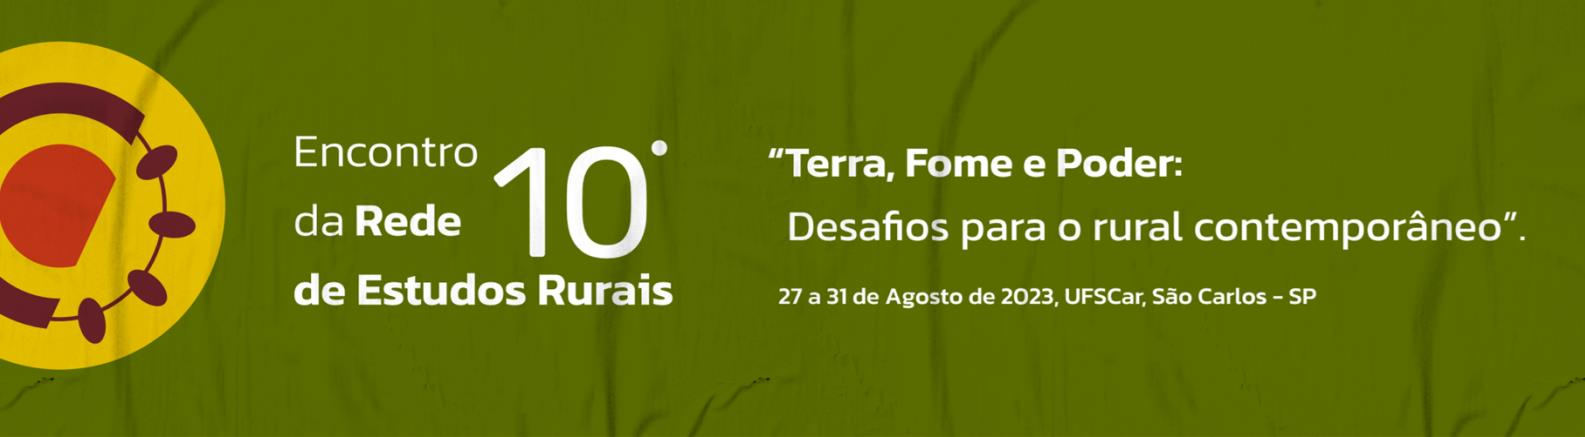 Encontro 10º
da Rede
de Estudos Rurais
“Terra, Fome e Poder:
Desafios para o rural contemporâneo”.
27 a 31 de Agosto de 2023, UFSCar, São Carlos - SP